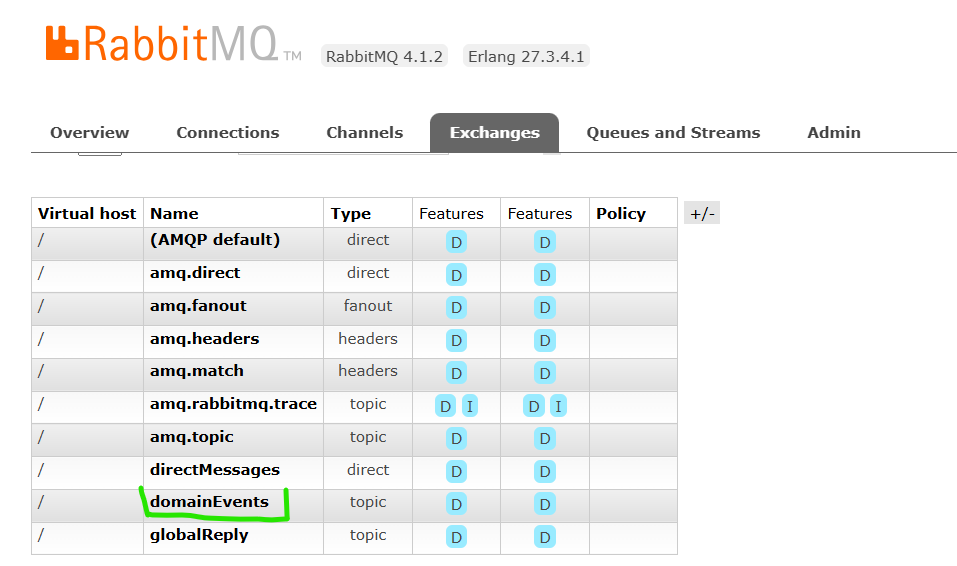 RabbitMQ TM RabbitMQ 4.1.2 Erlang 27.3.4.1
Overview Connections Channels Exchanges Queues and Streams Admin
Virtual host Name Type Features Features Policy +/-
/ (AMQP default) direct D D
/ amq.direct direct D D
/ amq.fanout fanout D D
/ amq.headers headers D D
/ amq.match headers D D
/ amq.rabbitmq.trace topic D I D I
/ amq.topic topic D D
/ directMessages direct D D
/ domainEvents topic D D
/ globalReply topic D D